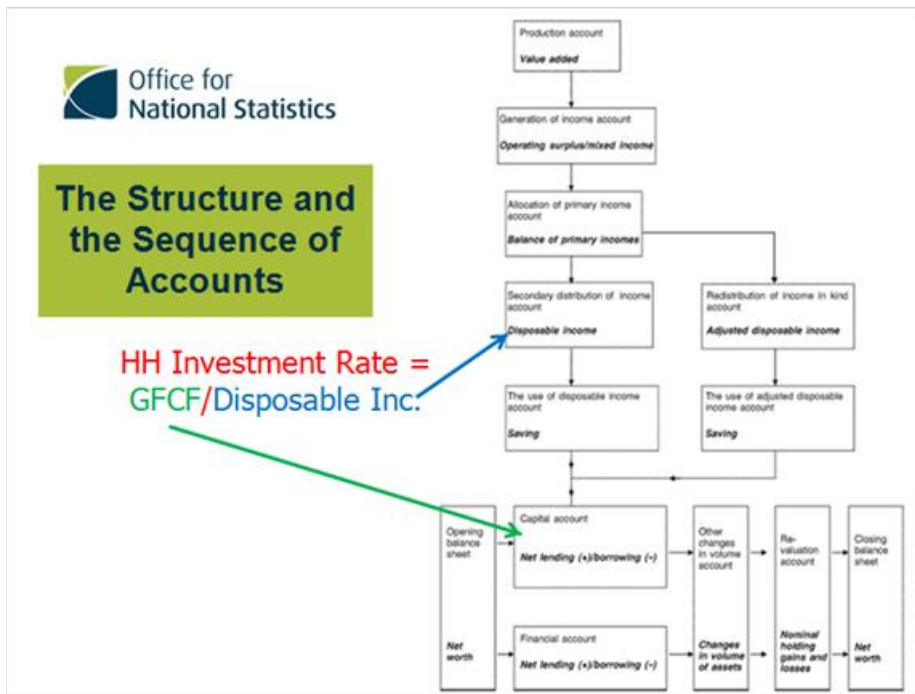 Office for
National Statistics
The Structure and
the Sequence of
Accounts
HH Investment Rate =
GFCF/Disposable Inc.
Production account
Value added
Generation of income account
Operating surplus/mixed income
Allocation of primary income
account
Balance of primary incomes
Secondary distribution of income
account
Disposable income
Redistribution of income in kind
account
Adjusted disposable income
The use of disposable income
account
Saving
The use of adjusted disposable
income account
Saving
Opening
balance
sheet
Net
worth
Capital account
Net lending (+)/borrowing (-)
Financial account
Net lending (+)/borrowing (-)
Other
changes
in volume
account
Changes
in volume
of assets
Re-
valuation
account
Nominal
holding
gains and
losses
Closing
balance
sheet
Net
worth